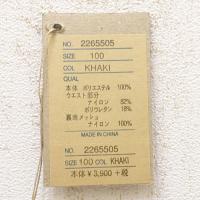 NO. 2265505
SIZE 100
COL KHAKI
QUAL
本体 ポリエステル 100%
ウエスト部分
ナイロン 82%
ポリウレタン 18%
裏地メッシュ
ナイロン 100%
MADE IN CHINA
NO. 2265505
SIZE 100 COL KHAKI
本体 ¥3,900 +税